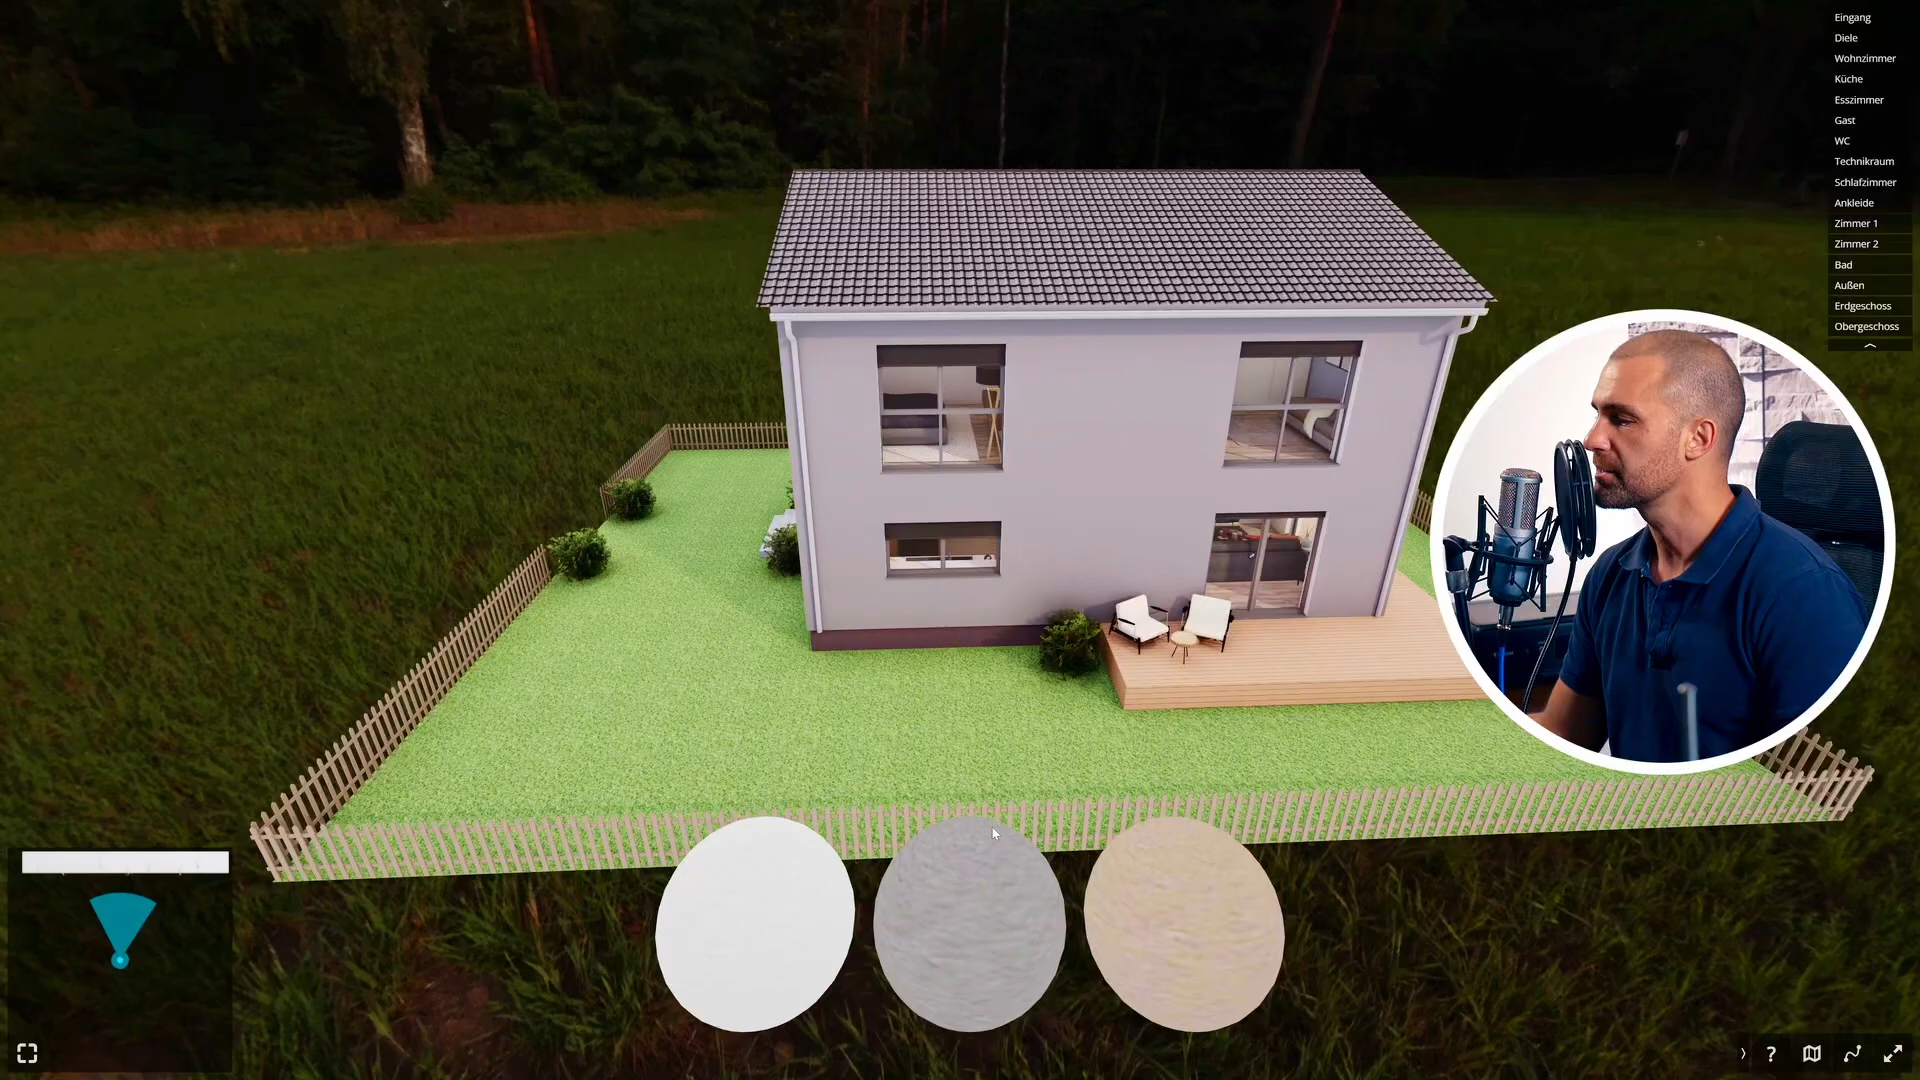 Eingang
Diele
Wohnzimmer
Küche
Esszimmer
Gast
WC
Technikraum
Schlafzimmer
Ankleide
Zimmer 1
Zimmer 2
Bad
Außen
Erdgeschoss
Obergeschoss
?